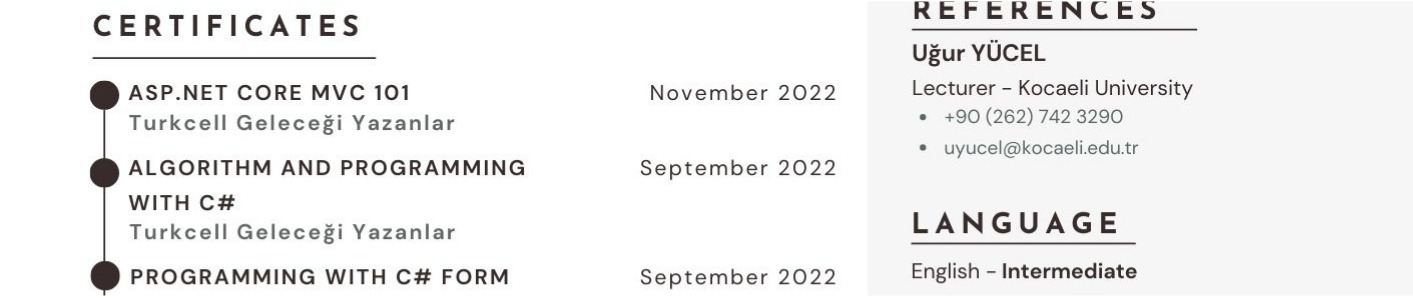 CERTIFICATES
ASP.NET CORE MVC 101 November 2022
Turkcell Geleceği Yazanlar
ALGORITHM AND PROGRAMMING September 2022
WITH C#
Turkcell Geleceği Yazanlar
PROGRAMMING WITH C# FORM September 2022
REFERENCES
Uğur YÜCEL
Lecturer - Kocaeli University
• +90 (262) 742 3290
• uyucel@kocaeli.edu.tr
LANGUAGE
English - Intermediate